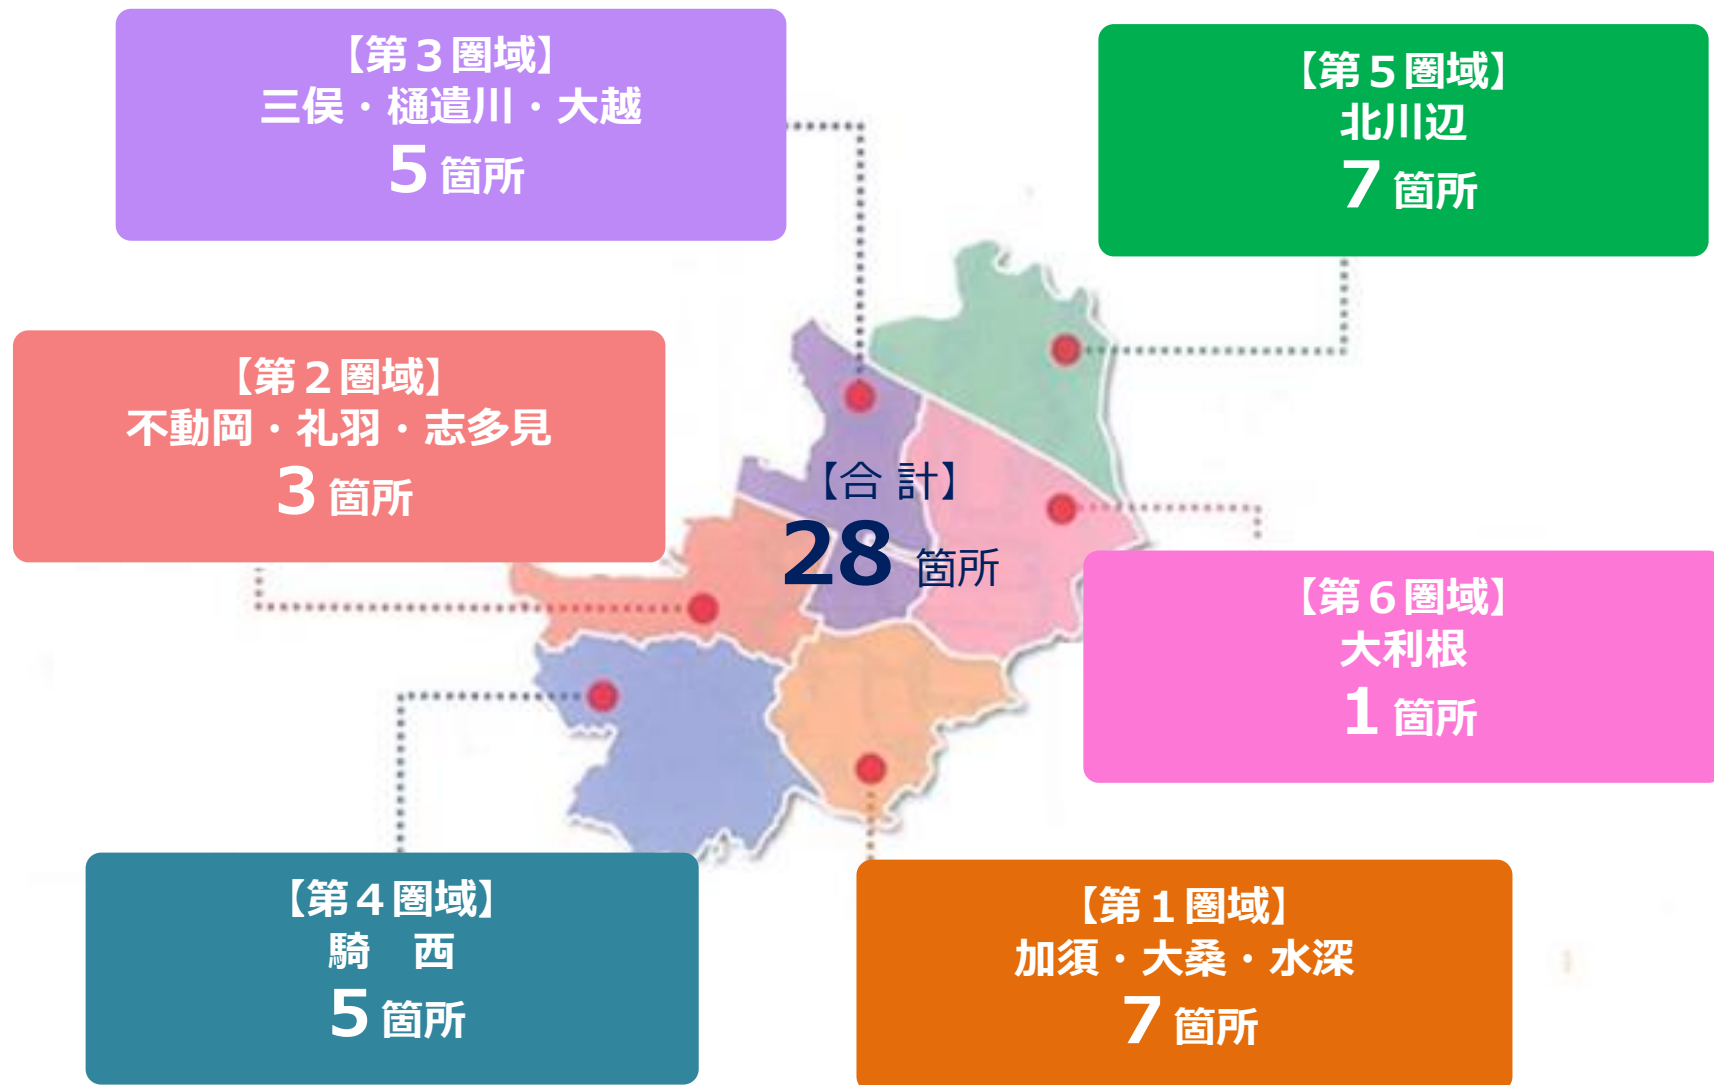 【第３圏域】
三俣・樋遣川・大越
5 箇所
【第５圏域】
北川辺
7 箇所
【第２圏域】
不動岡・礼羽・志多見
3 箇所
【合 計】
28 箇所
【第６圏域】
大利根
1 箇所
【第４圏域】
騎　西
5 箇所
【第１圏域】
加須・大桑・水深
7 箇所